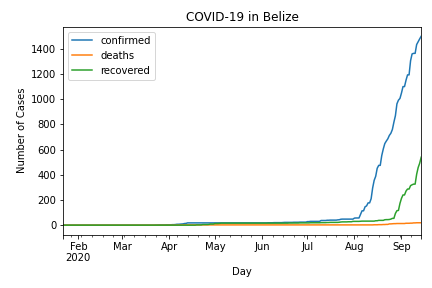 COVID-19 in Belize
confirmed
deaths
recovered
Number of Cases
1400
1200
1000
800
600
400
200
0
Feb Mar Apr May Jun Jul Aug Sep
2020
Day